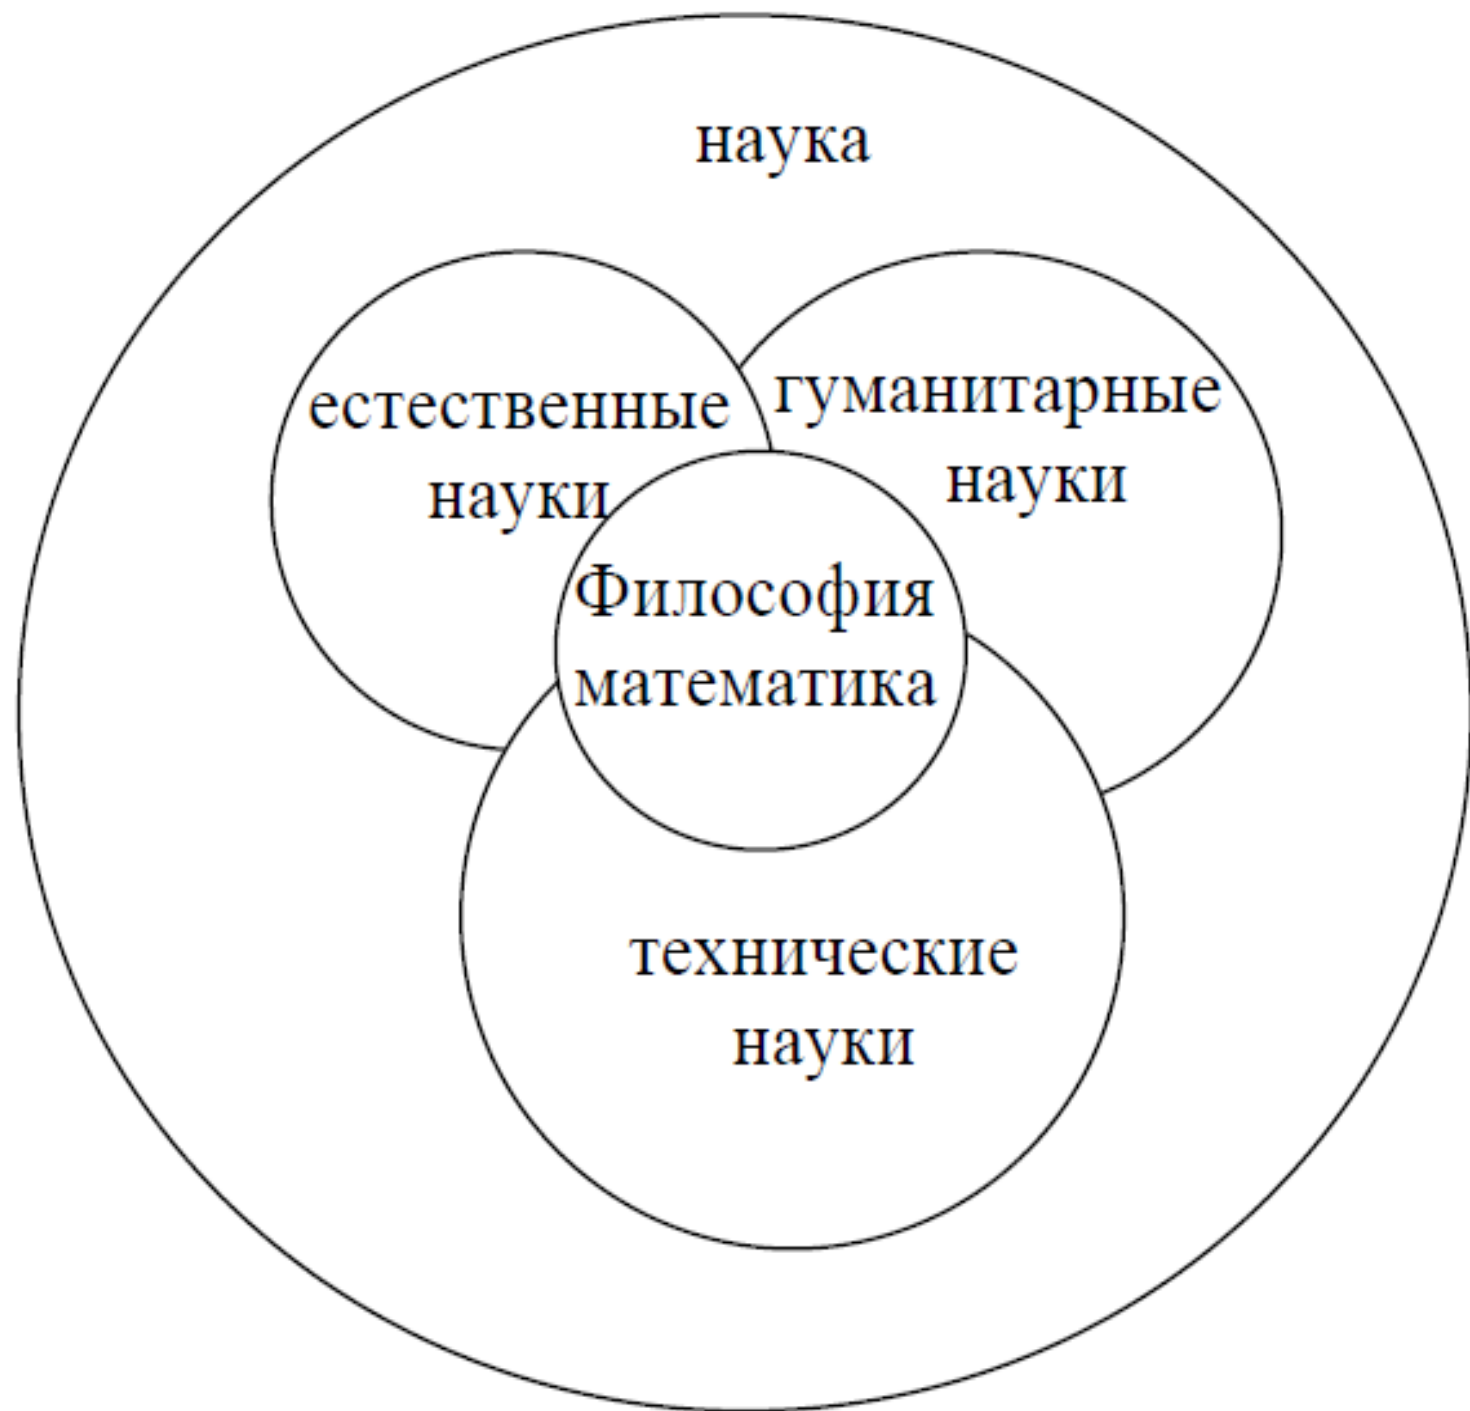 наука
естественные
науки
гуманитарные
науки
Философия
математика
технические
науки